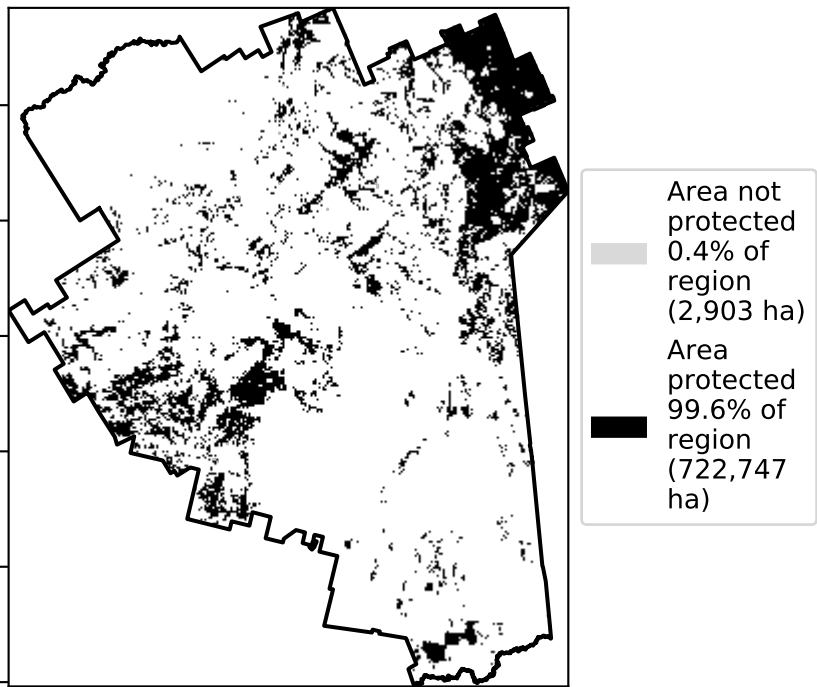 Area not
protected
0.4% of
region
(2,903 ha)
Area
protected
99.6% of
region
(722,747
ha)